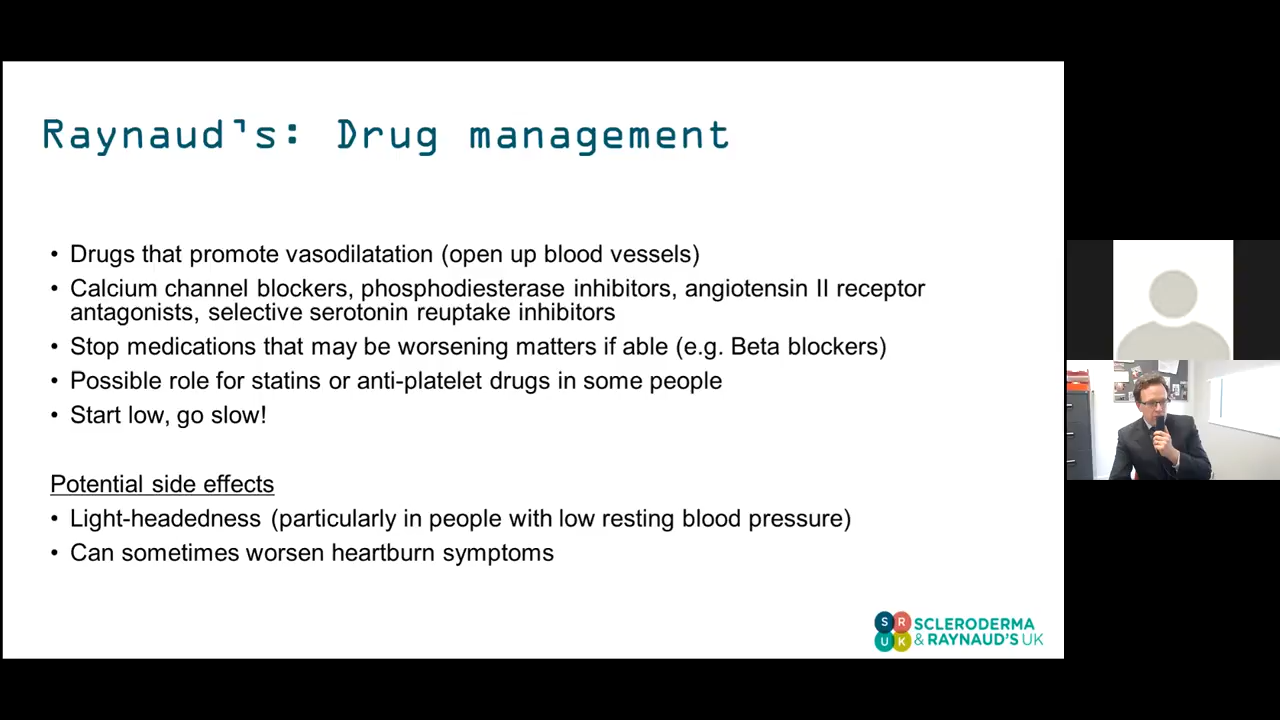 Raynaud's: Drug management
• Drugs that promote vasodilatation (open up blood vessels)
• Calcium channel blockers, phosphodiesterase inhibitors, angiotensin II receptor
antagonists, selective serotonin reuptake inhibitors
• Stop medications that may be worsening matters if able (e.g. Beta blockers)
• Possible role for statins or anti-platelet drugs in some people
• Start low, go slow!
Potential side effects
• Light-headedness (particularly in people with low resting blood pressure)
• Can sometimes worsen heartburn symptoms
S R
U K
SCLERODERMA
& RAYNAUD'S UK